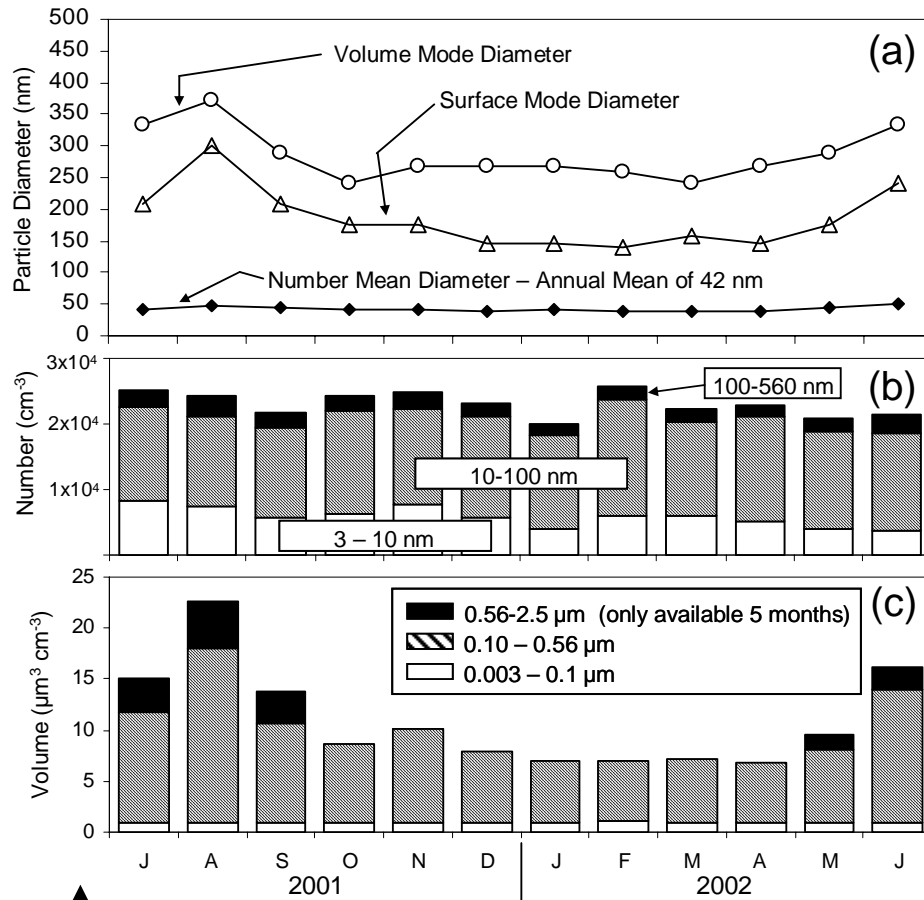 500
450
400
350
300
250
200
150
100
50
0
Particle Diameter (nm)
(a)
Volume Mode Diameter
Surface Mode Diameter
Number Mean Diameter – Annual Mean of 42 nm
3x10⁴
2x10⁴
1x10⁴
Number (cm⁻³)
(b)
100-560 nm
10-100 nm
3 – 10 nm
25
20
15
10
5
0
Volume (µm³ cm⁻³)
(c)
0.56-2.5 µm (only available 5 months)
0.10 – 0.56 µm
0.003 – 0.1 µm
J A S O N D J F M A M J
2001 2002